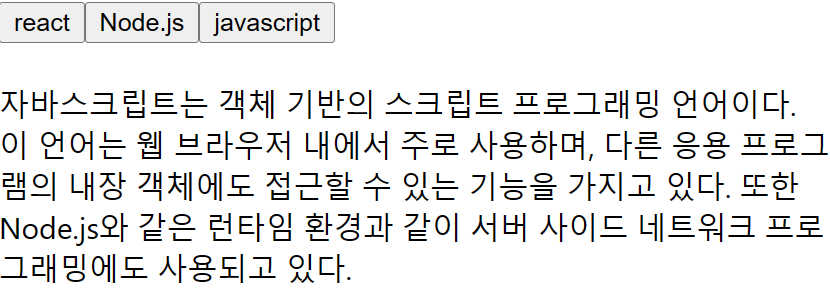 react Node.js javascript
자바스크립트는 객체 기반의 스크립트 프로그래밍 언어이다.
이 언어는 웹 브라우저 내에서 주로 사용하며, 다른 응용 프로그
램의 내장 객체에도 접근할 수 있는 기능을 가지고 있다. 또한
Node.js와 같은 런타임 환경과 같이 서버 사이드 네트워크 프로
그래밍에도 사용되고 있다.